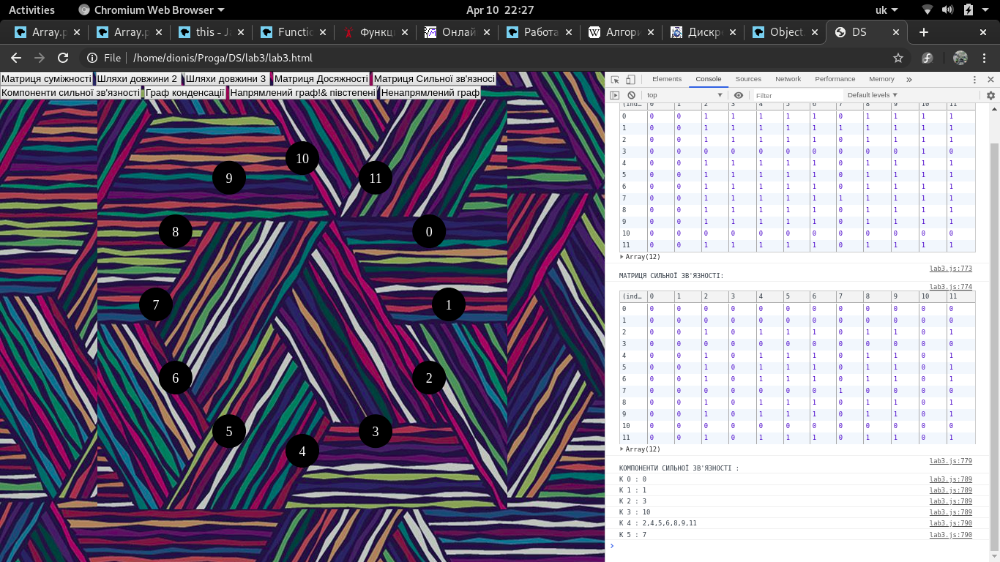 Activities Chromium Web Browser Apr 10 22:27 uk
Array.p Array.p this - Ja Functio Функц Онлай Работа Алгори Дискре Object. DS
File /home/dionis/Proga/DS/lab3/lab3.html
Матриця суміжності Шляхи довжини 2 Шляхи довжини 3 Матриця Досяжності Матриця Сильної зв'язносі
Компоненти сильної зв'язності Граф конденсації Напрямлений граф!& півстепені Ненапрямлений граф
10
9 11
8 0
7 1
6 2
5 3
4
Elements Console Sources Network Performance Memory »
top Filter Default levels
(ind… 0 1 2 3 4 5 6 7 8 9 10 11
0 0 0 1 1 1 1 1 0 1 1 1 1
1 0 0 1 1 1 1 1 1 1 1 1 1
2 0 0 1 1 1 1 1 0 1 1 1 1
3 0 0 0 0 0 0 0 0 0 0 1 0
4 0 0 1 1 1 1 1 0 1 1 1 1
5 0 0 1 1 1 1 1 0 1 1 1 1
6 0 0 1 1 1 1 1 0 1 1 1 1
7 0 0 1 1 1 1 1 1 1 1 1 1
8 0 0 1 1 1 1 1 0 1 1 1 1
9 0 0 1 1 1 1 1 0 1 1 1 1
10 0 0 0 0 0 0 0 0 0 0 0 0
11 0 0 1 1 1 1 1 0 1 1 1 1
Array(12)
lab3.js:773
МАТРИЦЯ СИЛЬНОЇ ЗВ'ЯЗНОСТІ:
lab3.js:774
(ind… 0 1 2 3 4 5 6 7 8 9 10 11
0 0 0 0 0 0 0 0 0 0 0 0 0
1 0 0 0 0 0 0 0 0 0 0 0 0
2 0 0 1 0 1 1 1 0 1 1 0 1
3 0 0 0 0 0 0 0 0 0 0 0 0
4 0 0 1 0 1 1 1 0 1 1 0 1
5 0 0 1 0 1 1 1 0 1 1 0 1
6 0 0 1 0 1 1 1 0 1 1 0 1
7 0 0 0 0 0 0 0 1 0 0 0 0
8 0 0 1 0 1 1 1 0 1 1 0 1
9 0 0 1 0 1 1 1 0 1 1 0 1
10 0 0 0 0 0 0 0 0 0 0 0 0
11 0 0 1 0 1 1 1 0 1 1 0 1
Array(12)
lab3.js:779
КОМПОНЕНТИ СИЛЬНОЇ ЗВ'ЯЗНОСТІ :
K 0 : 0 lab3.js:789
K 1 : 1 lab3.js:789
K 2 : 3 lab3.js:789
K 3 : 10 lab3.js:789
K 4 : 2,4,5,6,8,9,11 lab3.js:790
K 5 : 7 lab3.js:790